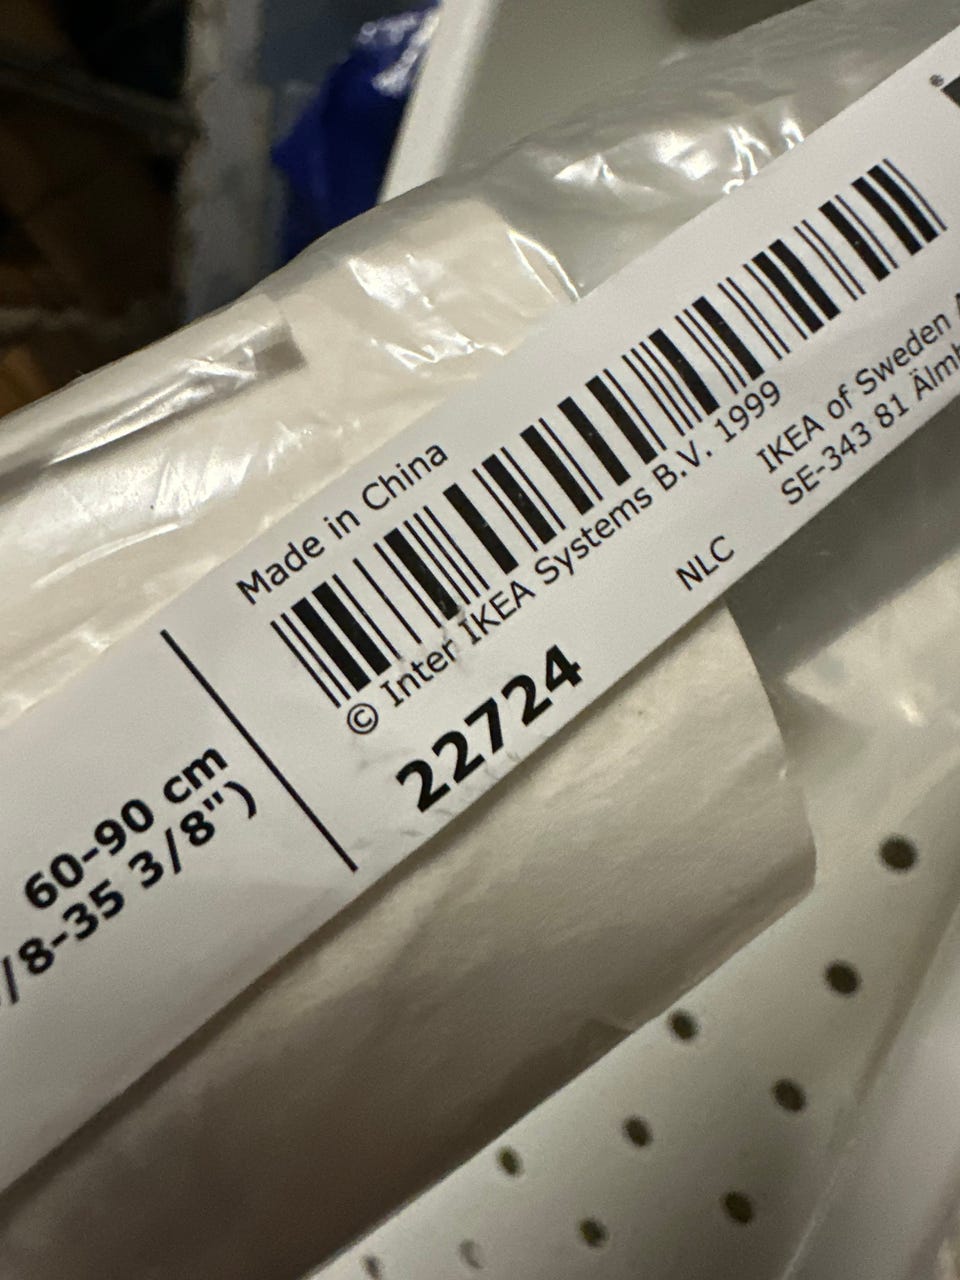 60-90 cm
/8-35 3/8")
Made in China
© Inter IKEA Systems B.V. 1999
22724
NLC
IKEA of Sweden
SE-343 81